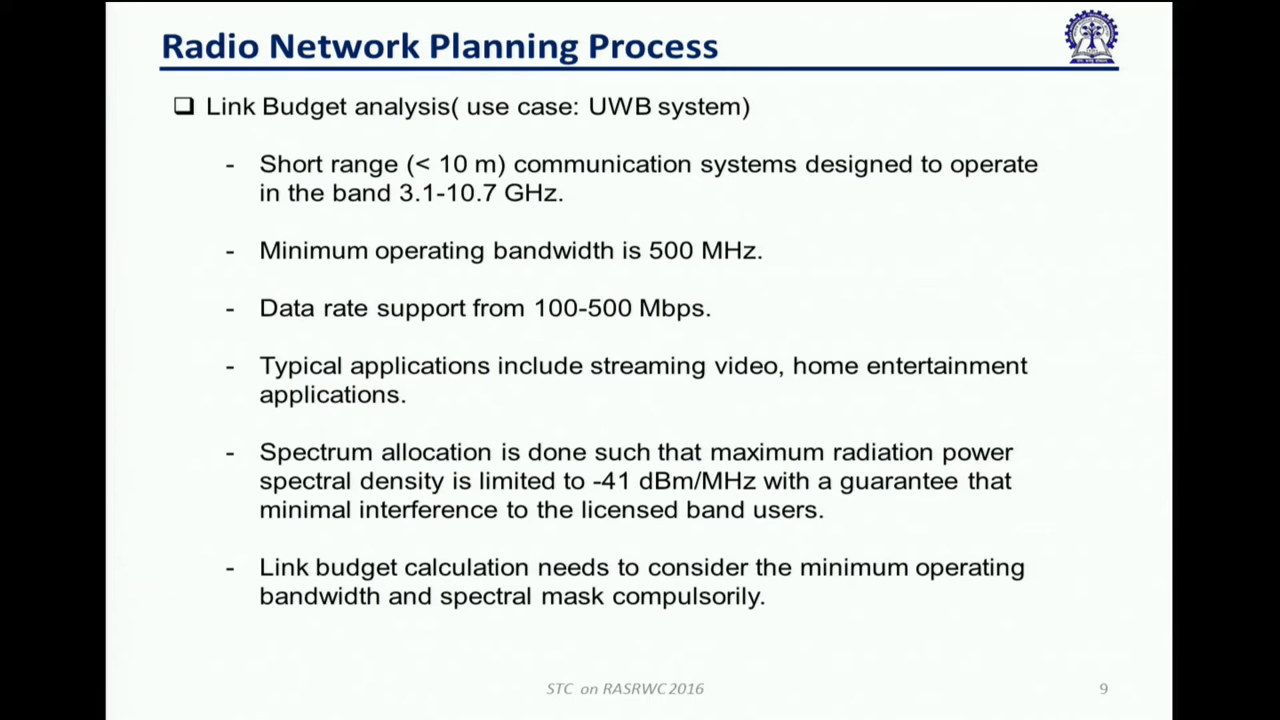 Radio Network Planning Process
❑ Link Budget analysis( use case: UWB system)
- Short range (< 10 m) communication systems designed to operate
in the band 3.1-10.7 GHz.
- Minimum operating bandwidth is 500 MHz.
- Data rate support from 100-500 Mbps.
- Typical applications include streaming video, home entertainment
applications.
- Spectrum allocation is done such that maximum radiation power
spectral density is limited to -41 dBm/MHz with a guarantee that
minimal interference to the licensed band users.
- Link budget calculation needs to consider the minimum operating
bandwidth and spectral mask compulsorily.
STC on RASRWC2016
9